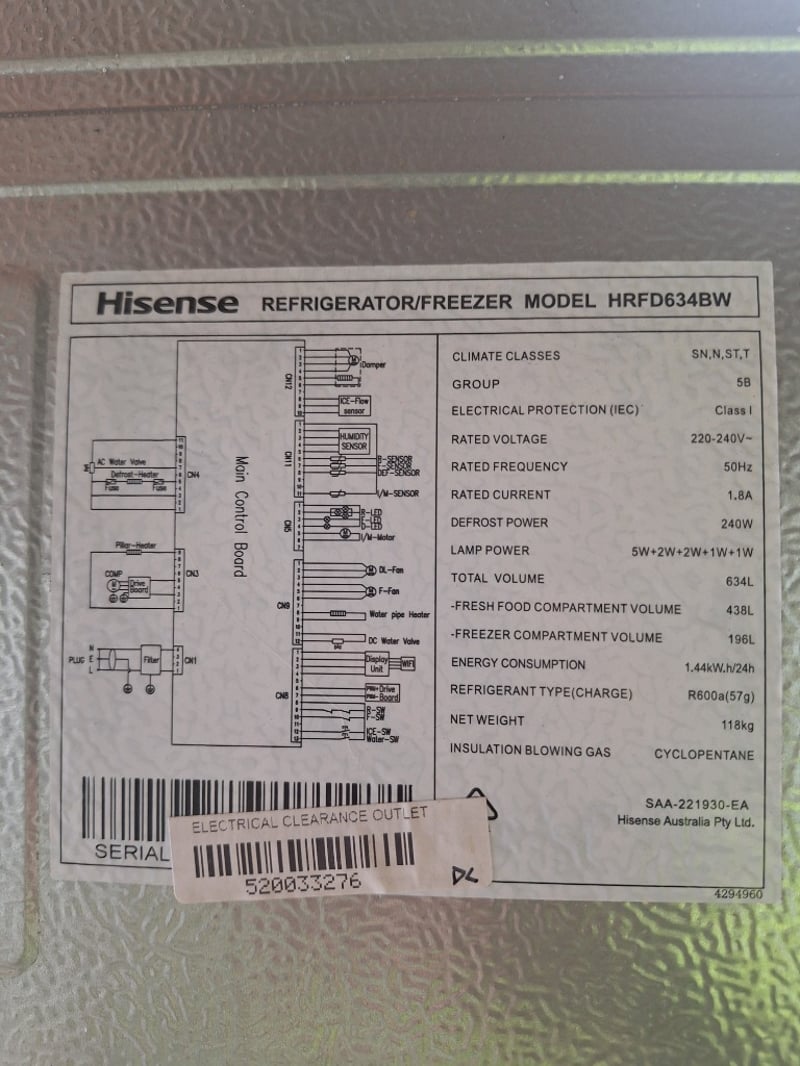 Hisense REFRIGERATOR/FREEZER MODEL HRFD634BW
CLIMATE CLASSES SN,N,ST,T
GROUP 5B
ELECTRICAL PROTECTION (IEC) Class I
RATED VOLTAGE 220-240V~
RATED FREQUENCY 50Hz
RATED CURRENT 1.8A
DEFROST POWER 240W
LAMP POWER 5W+2W+2W+1W+1W
TOTAL VOLUME 634L
-FRESH FOOD COMPARTMENT VOLUME 438L
-FREEZER COMPARTMENT VOLUME 196L
ENERGY CONSUMPTION 1.44kW.h/24h
REFRIGERANT TYPE(CHARGE) R600a(57g)
NET WEIGHT 118kg
INSULATION BLOWING GAS CYCLOPENTANE
SAA-221930-EA
Hisense Australia Pty Ltd.
4294960
Main Control Board
CN4
AC Water Valve
Defrost-Heater
Fuse Fuse
CN3
Pillar-Heater
COMP
Drive
Board
CN1
PLUG N E L
Filter
CN12
Damper
ICE-Flow
sensor
CN11
HUMIDITY
SENSOR
R-SENSOR
F-SENSOR
DEF-SENSOR
I/M-SENSOR
CN5
R-LED
F-LED
D-LED
I/M-Motor
CN9
DL-Fan
F-Fan
Water pipe Heater
DC Water Valve
CN8
Display
Unit
WIFI
PWM+ Drive
PWM- Board
R-SW
F-SW
ICE-SW
Water-SW
SERIAL
ELECTRICAL CLEARANCE OUTLET
520033276
DC